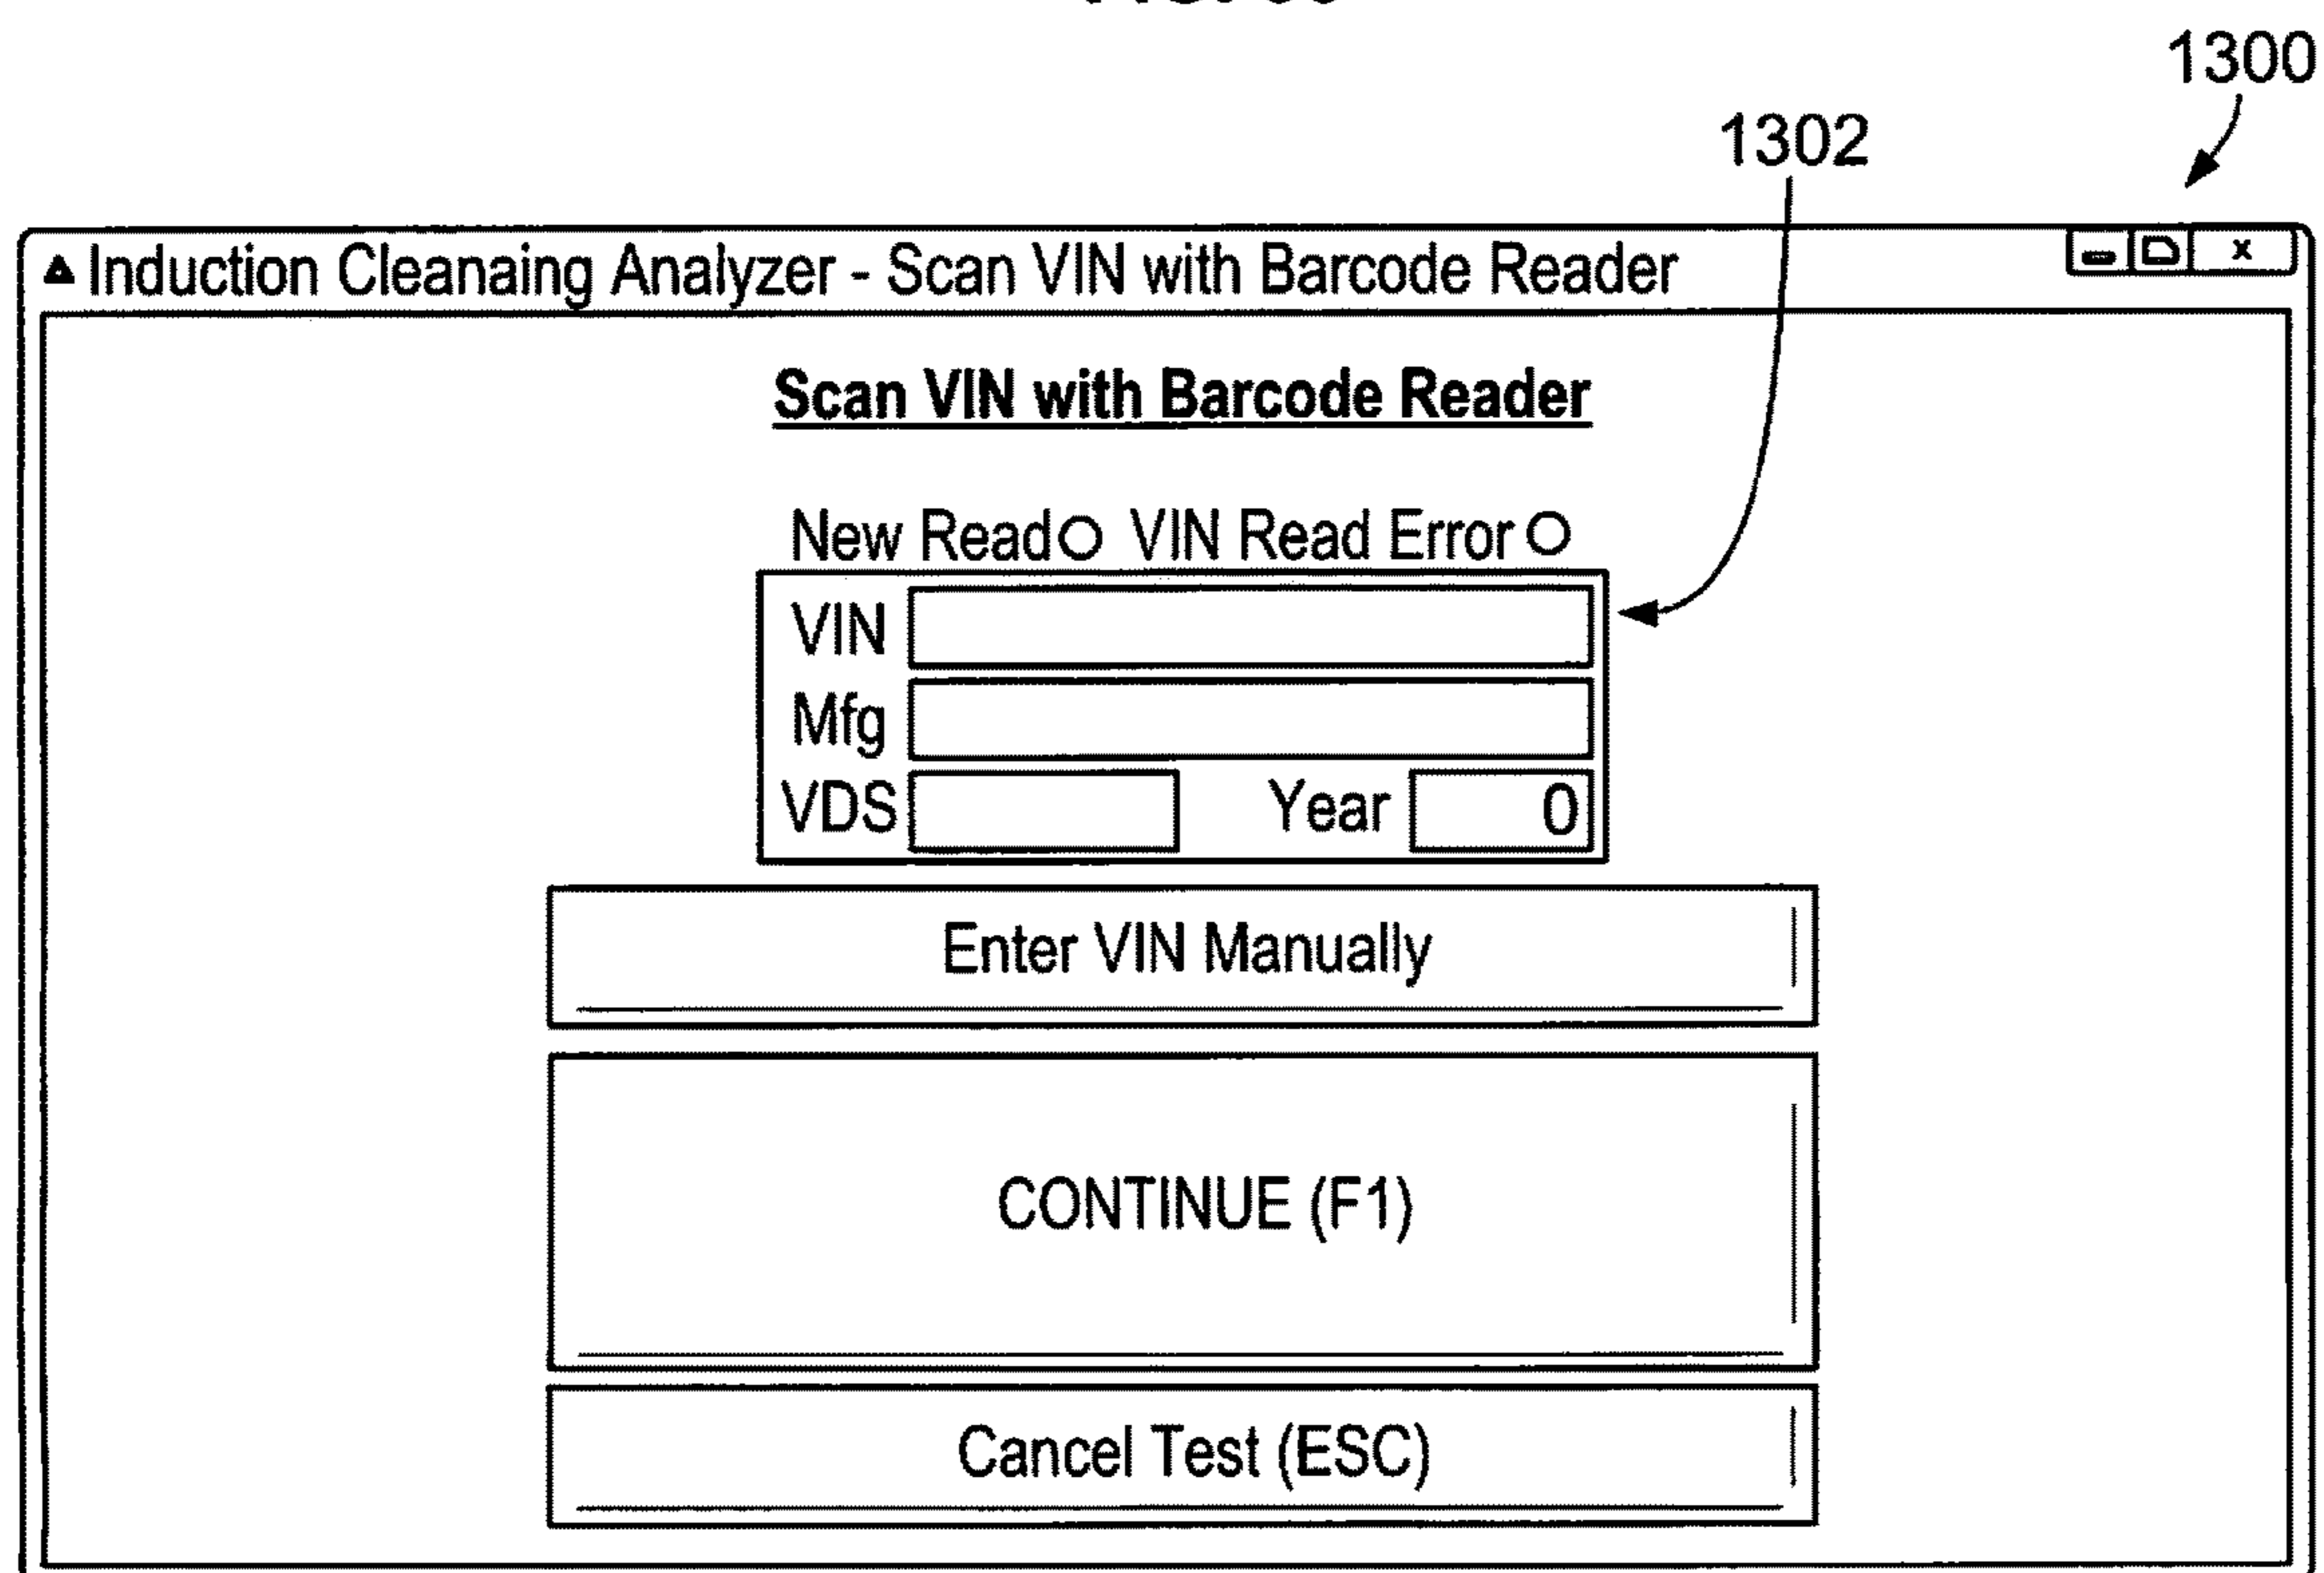 1300
1302
Induction Cleanaing Analyzer - Scan VIN with Barcode Reader
x
Scan VIN with Barcode Reader
New Read VIN Read Error
VIN
Mfg
VDS Year 0
Enter VIN Manually
CONTINUE (F1)
Cancel Test (ESC)